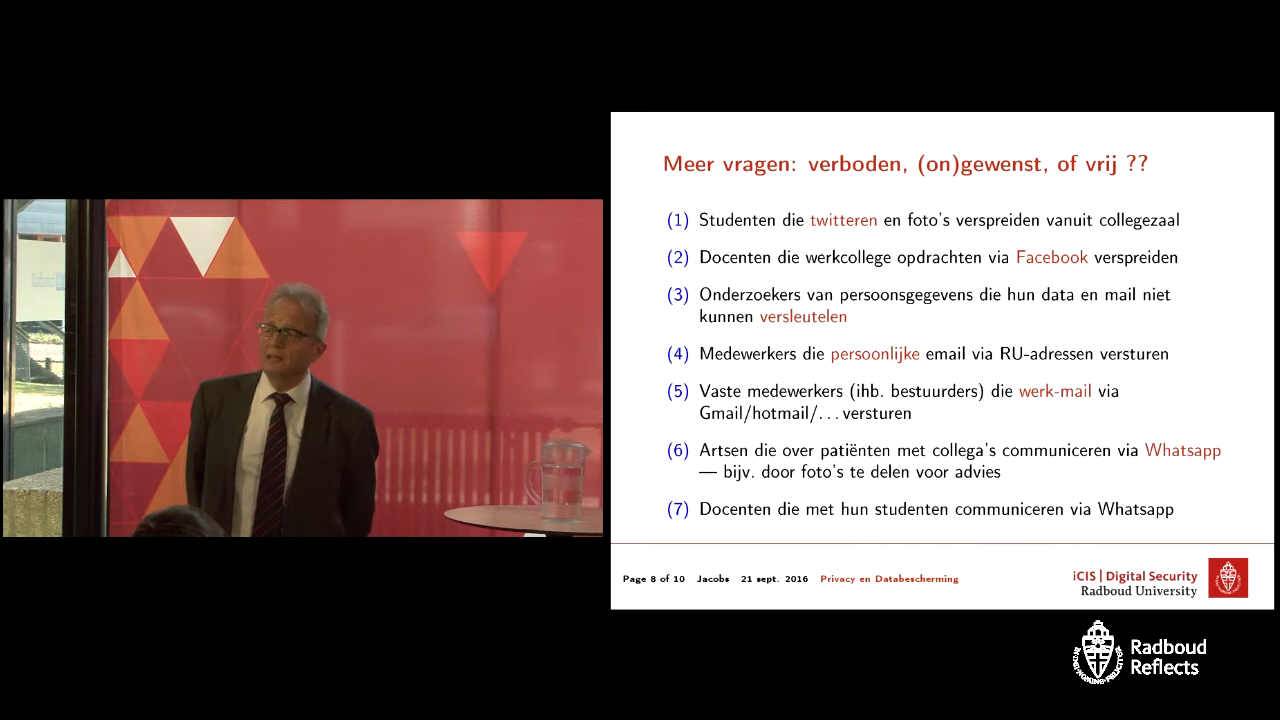 Radboud
Meer vragen: verboden, (on)gewenst, of vrij ??
(1) Studenten die twitteren en foto's verspreiden vanuit collegezaal
(2) Docenten die werkcollege opdrachten via Facebook verspreiden
(3) Onderzoekers van persoonsgegevens die hun data en mail niet
kunnen versleutelen
(4) Medewerkers die persoonlijke email via RU-adressen versturen
(5) Vaste medewerkers (ihb. bestuurders) die werk-mail via
Gmail/hotmail/...versturen
(6) Artsen die over patiënten met collega's communiceren via Whatsapp
— bijv. door foto's te delen voor advies
(7) Docenten die met hun studenten communiceren via Whatsapp
Page 8 of 10 Jacobs 21 sept. 2016 Privacy en Databescherming
iCIS | Digital Security
Radboud University
Radboud
Reflects